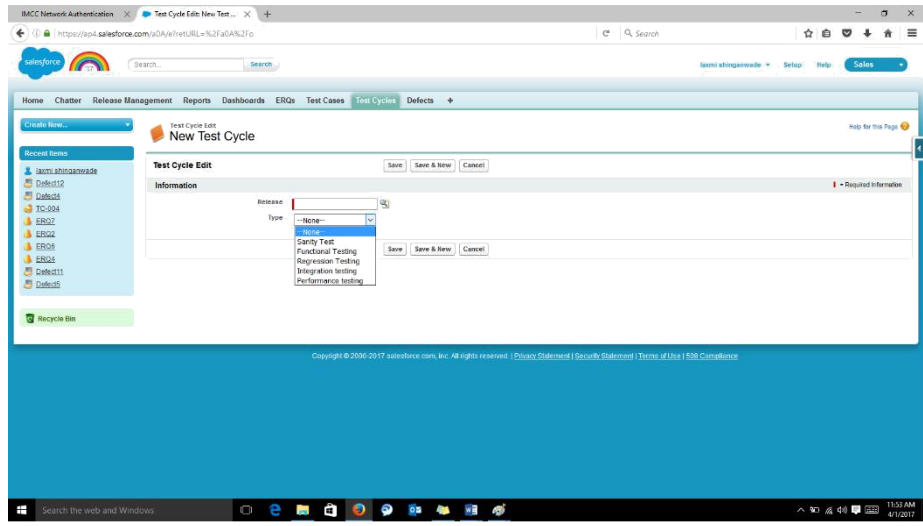 IMCC Network Authentication
Test Cycle Edit: New Test ...
https://ap4.salesforce.com/a0A/e?retURL=%2Fa0A%2Fo
Search
salesforce
Search...
Search
laxmi shinganwade
Setup
Help
Sales
Home Chatter Release Management Reports Dashboards ERQs Test Cases Test Cycles Defects +
Create New...
Recent Items
laxmi shinganwade
Defect12
Defect4
TC-004
ERQ7
ERQ2
ERQ4
Defect11
Defect5
Recycle Bin
Test Cycle Edit
New Test Cycle
Help for this Page
Test Cycle Edit
Save Save & New Cancel
Information
= Required Information
Release
Type
--None--
--None--
Sanity Test
Functional Testing
Regression Testing
Integration testing
Performance testing
Save Save & New Cancel
Copyright © 2000-2017 salesforce.com, inc. All rights reserved. | Privacy Statement | Security Statement | Terms of Use | 508 Compliance
Search the web and Windows
11:53 AM
4/1/2017